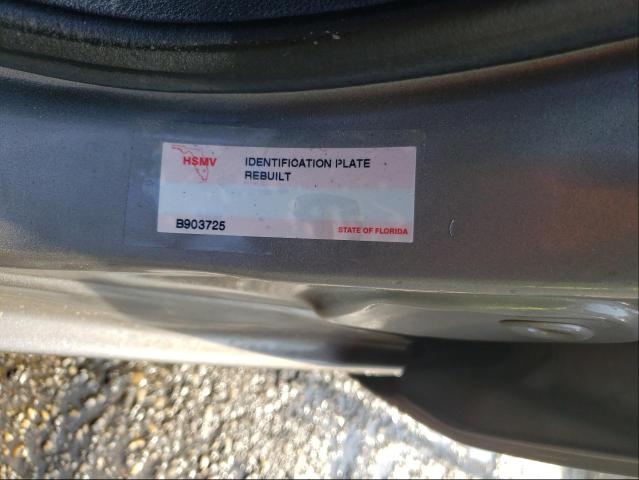 HSMV
IDENTIFICATION PLATE
REBUILT
B903725
STATE OF FLORIDA